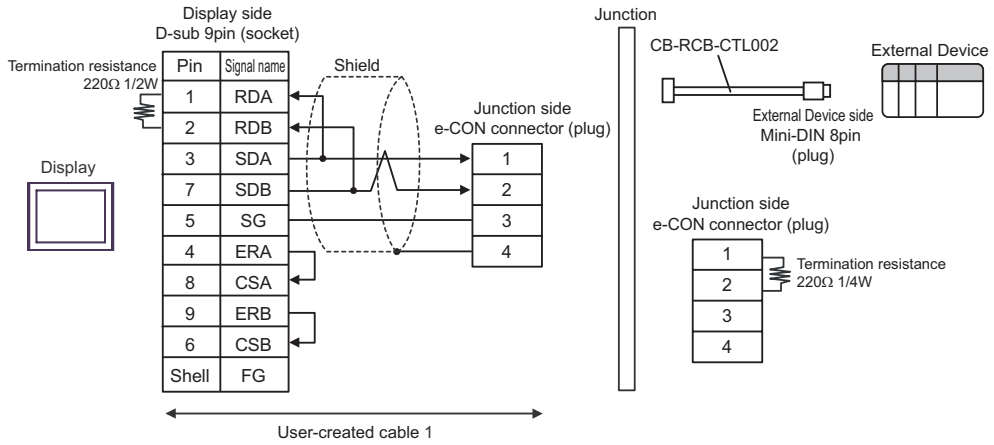 Display side
D-sub 9pin (socket)
Termination resistance
220Ω 1/2W
Pin Signal name
1 RDA
2 RDB
3 SDA
7 SDB
5 SG
4 ERA
8 CSA
9 ERB
6 CSB
Shell FG
Display
Shield
Junction side
e-CON connector (plug)
1
2
3
4
User-created cable 1
Junction
CB-RCB-CTL002
External Device
External Device side
Mini-DIN 8pin
(plug)
Junction side
e-CON connector (plug)
1
2
3
4
Termination resistance
220Ω 1/4W